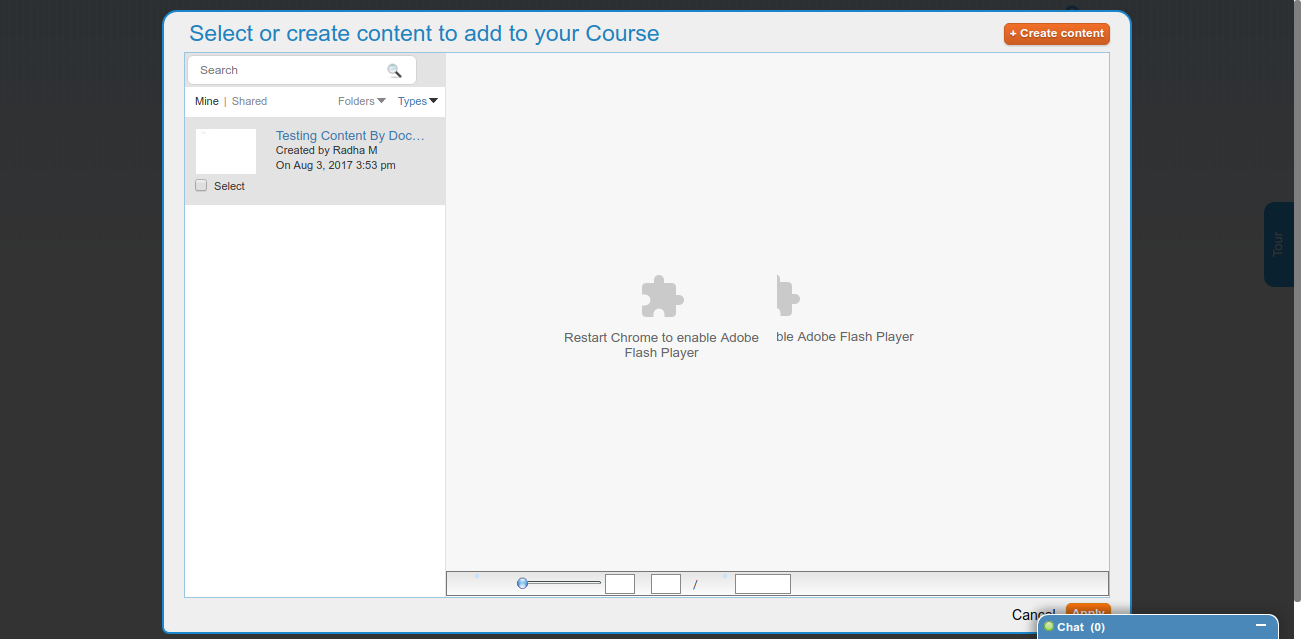 Select or create content to add to your Course
+ Create content
Search
Mine | Shared
Folders
Types
Testing Content By Doc…
Created by Radha M
On Aug 3, 2017 3:53 pm
Select
Restart Chrome to enable Adobe
Flash Player
ble Adobe Flash Player
/
Tour
Cancel
Apply
Chat (0)